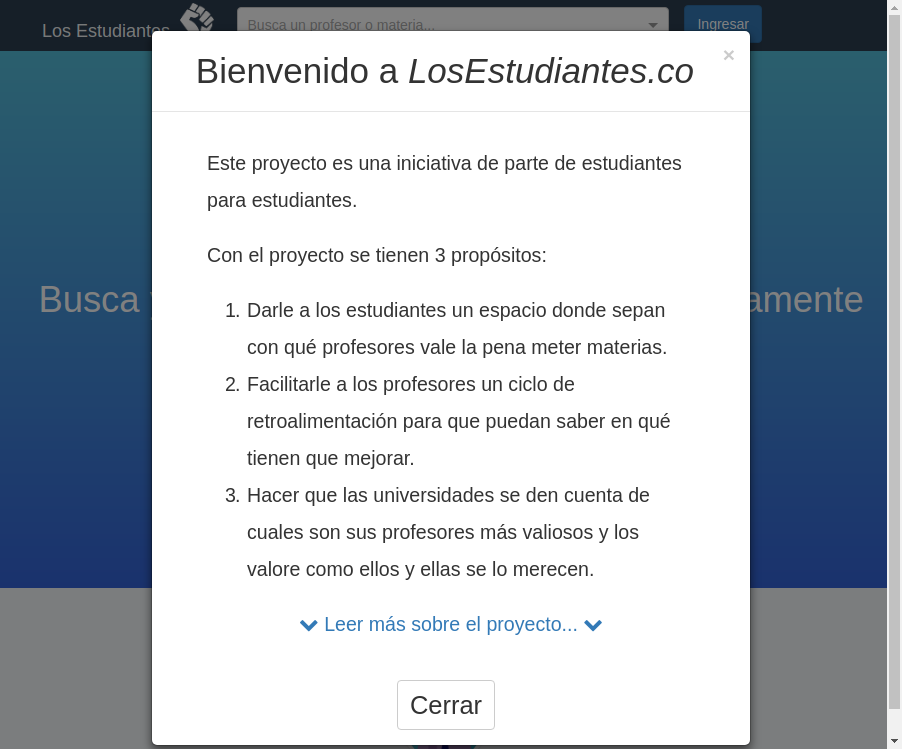 Los Estudiantes
Busca un profesor o materia...
Ingresar
×
Bienvenido a LosEstudiantes.co
Este proyecto es una iniciativa de parte de estudiantes
para estudiantes.
Con el proyecto se tienen 3 propósitos:
Busca
amente
1. Darle a los estudiantes un espacio donde sepan
con qué profesores vale la pena meter materias.
2. Facilitarle a los profesores un ciclo de
retroalimentación para que puedan saber en qué
tienen que mejorar.
3. Hacer que las universidades se den cuenta de
cuales son sus profesores más valiosos y los
valore como ellos y ellas se lo merecen.
Leer más sobre el proyecto...
Cerrar